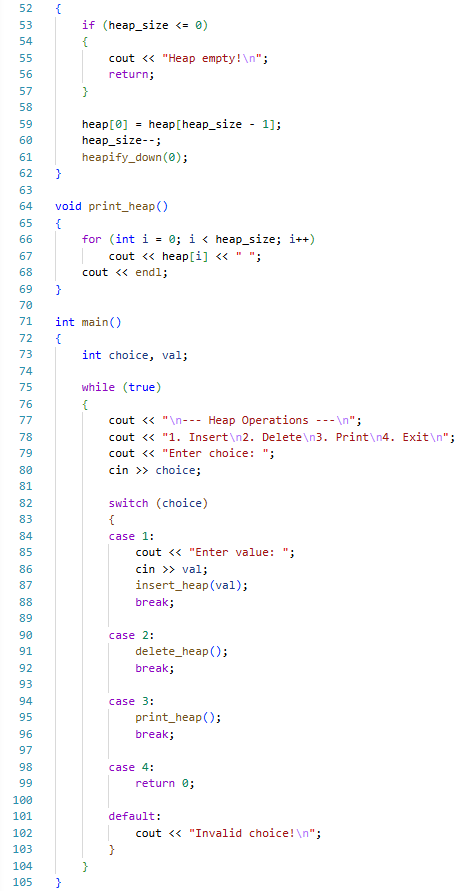 52 {
53     if (heap_size <= 0)
54     {
55         cout << "Heap empty!\n";
56         return;
57     }
58
59     heap[0] = heap[heap_size - 1];
60     heap_size--;
61     heapify_down(0);
62 }
63
64 void print_heap()
65 {
66     for (int i = 0; i < heap_size; i++)
67         cout << heap[i] << " ";
68     cout << endl;
69 }
70
71 int main()
72 {
73     int choice, val;
74
75     while (true)
76     {
77         cout << "\n--- Heap Operations ---\n";
78         cout << "1. Insert\n2. Delete\n3. Print\n4. Exit\n";
79         cout << "Enter choice: ";
80         cin >> choice;
81
82         switch (choice)
83         {
84         case 1:
85             cout << "Enter value: ";
86             cin >> val;
87             insert_heap(val);
88             break;
89
90         case 2:
91             delete_heap();
92             break;
93
94         case 3:
95             print_heap();
96             break;
97
98         case 4:
99             return 0;
100
101         default:
102             cout << "Invalid choice!\n";
103         }
104     }
105 }